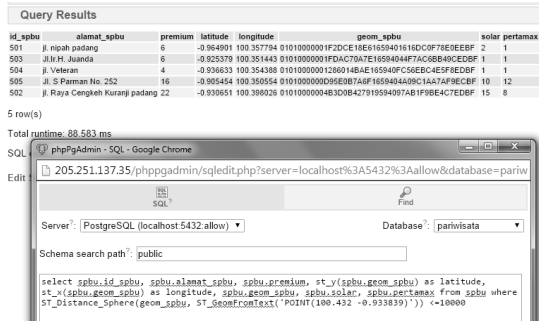 Query Results
id_spbu alamat_spbu premium latitude longitude geom_spbu solar pertamax
501 jl. nipah padang 6 -0.964901 100.357794 01010000001F2DCE18E61659401616DC0F78E0EEBF 2 1
503 Jl.Ir.H. Juanda 6 -0.925379 100.351443 01010000001FDAC70A7E1659404 4F7AC6BB49CEDBF 1 1
504 jl. Veteran 4 -0.936633 100.354388 01010000001286014BAE165940FC56EBC4E5F8EDBF 1 1
505 Jl. S Parman No. 252 16 -0.905454 100.350554 0101000000D95E0B7A6F1659404A09C1AA7AF9ECBF 10 12
502 jl. Raya Cengkeh Kuranji padang 22 -0.930651 100.398026 01010000004B3D0B427919594097AB1F9BE4C7EDBF 15 8
5 row(s)
Total runtime: 88.583 ms
SQL
Edit S
phpPgAdmin - SQL - Google Chrome
205.251.137.35/phppgadmin/sqledit.php?server=localhost%3A5432%3Aallow&database=pariw
SQL? Find
Server?: PostgreSQL (localhost:5432:allow) Database?: pariwisata
Schema search path?: public
select spbu.id_spbu, spbu.alamat_spbu, spbu.premium, st_y(spbu.geom_spbu) as latitude,
st_x(spbu.geom_spbu) as longitude, spbu.geom_spbu, spbu.solar, spbu.pertamax from spbu where
ST_Distance_Sphere(geom_spbu, ST_GeomFromText('POINT(100.432 -0.933839)')) <=10000